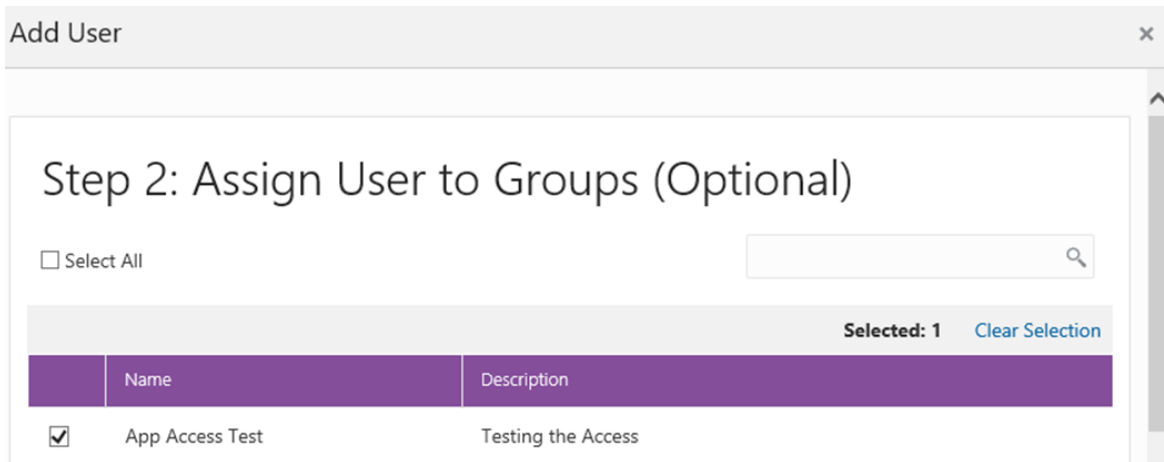 Add User
Step 2: Assign User to Groups (Optional)
Select All
Selected: 1 Clear Selection
Name Description
App Access Test Testing the Access